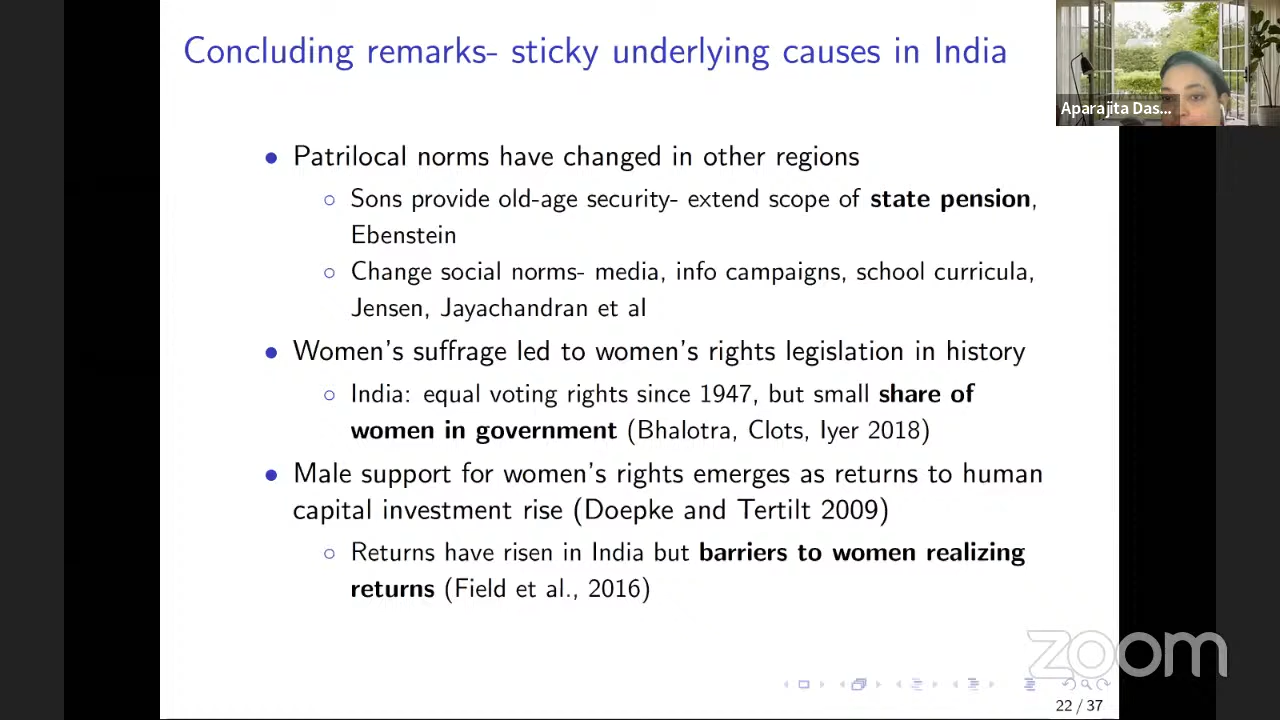 Concluding remarks- sticky underlying causes in India
Aparajita Das...
• Patrilocal norms have changed in other regions
○ Sons provide old-age security- extend scope of state pension,
Ebenstein
○ Change social norms- media, info campaigns, school curricula,
Jensen, Jayachandran et al
• Women's suffrage led to women's rights legislation in history
○ India: equal voting rights since 1947, but small share of
women in government (Bhalotra, Clots, Iyer 2018)
• Male support for women's rights emerges as returns to human
capital investment rise (Doepke and Tertilt 2009)
○ Returns have risen in India but barriers to women realizing
returns (Field et al., 2016)
zoom
22 / 37